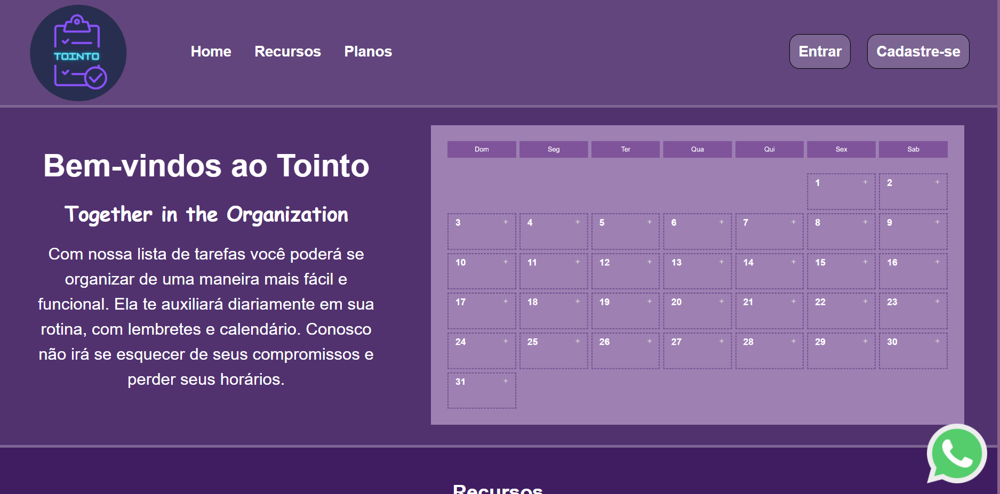 TOINTO
Home Recursos Planos
Entrar Cadastre-se
Bem-vindos ao Tointo
Together in the Organization
Com nossa lista de tarefas você poderá se
organizar de uma maneira mais fácil e
funcional. Ela te auxiliará diariamente em sua
rotina, com lembretes e calendário. Conosco
não irá se esquecer de seus compromissos e
perder seus horários.
Dom Seg Ter Qua Qui Sex Sab
1 + 2 +
3 + 4 + 5 + 6 + 7 + 8 + 9 +
10 + 11 + 12 + 13 + 14 + 15 + 16 +
17 + 18 + 19 + 20 + 21 + 22 + 23 +
24 + 25 + 26 + 27 + 28 + 29 + 30 +
31 +
Recursos